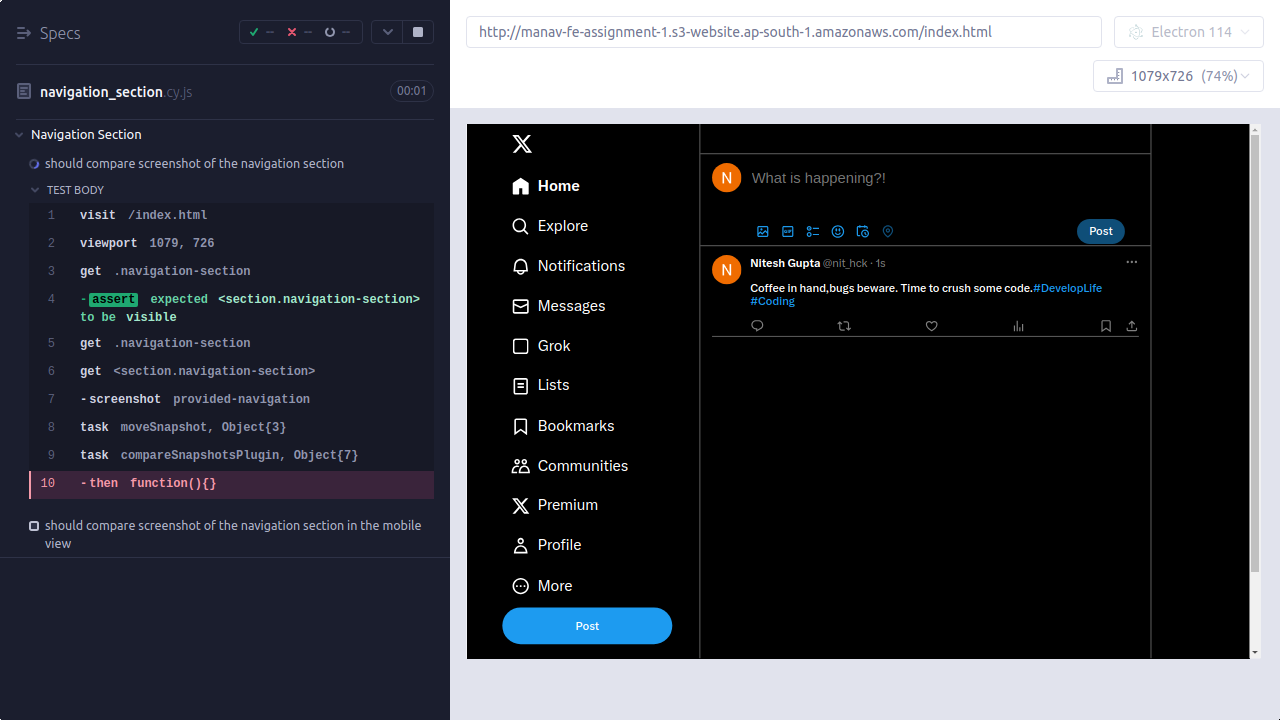 Specs
-- -- --
navigation_section.cy.js 00:01
Navigation Section
should compare screenshot of the navigation section
TEST BODY
1 visit /index.html
2 viewport 1079, 726
3 get .navigation-section
4 -assert expected <section.navigation-section>
to be visible
5 get .navigation-section
6 get <section.navigation-section>
7 -screenshot provided-navigation
8 task moveSnapshot, Object{3}
9 task compareSnapshotsPlugin, Object{7}
10 -then function(){}
should compare screenshot of the navigation section in the mobile
view
http://manav-fe-assignment-1.s3-website.ap-south-1.amazonaws.com/index.html
Electron 114
1079x726 (74%)
Home
Explore
Notifications
Messages
Grok
Lists
Bookmarks
Communities
Premium
Profile
More
Post
N What is happening?!
GIF
Post
N Nitesh Gupta @nit_hck · 1s
Coffee in hand,bugs beware. Time to crush some code.#DevelopLife
#Coding